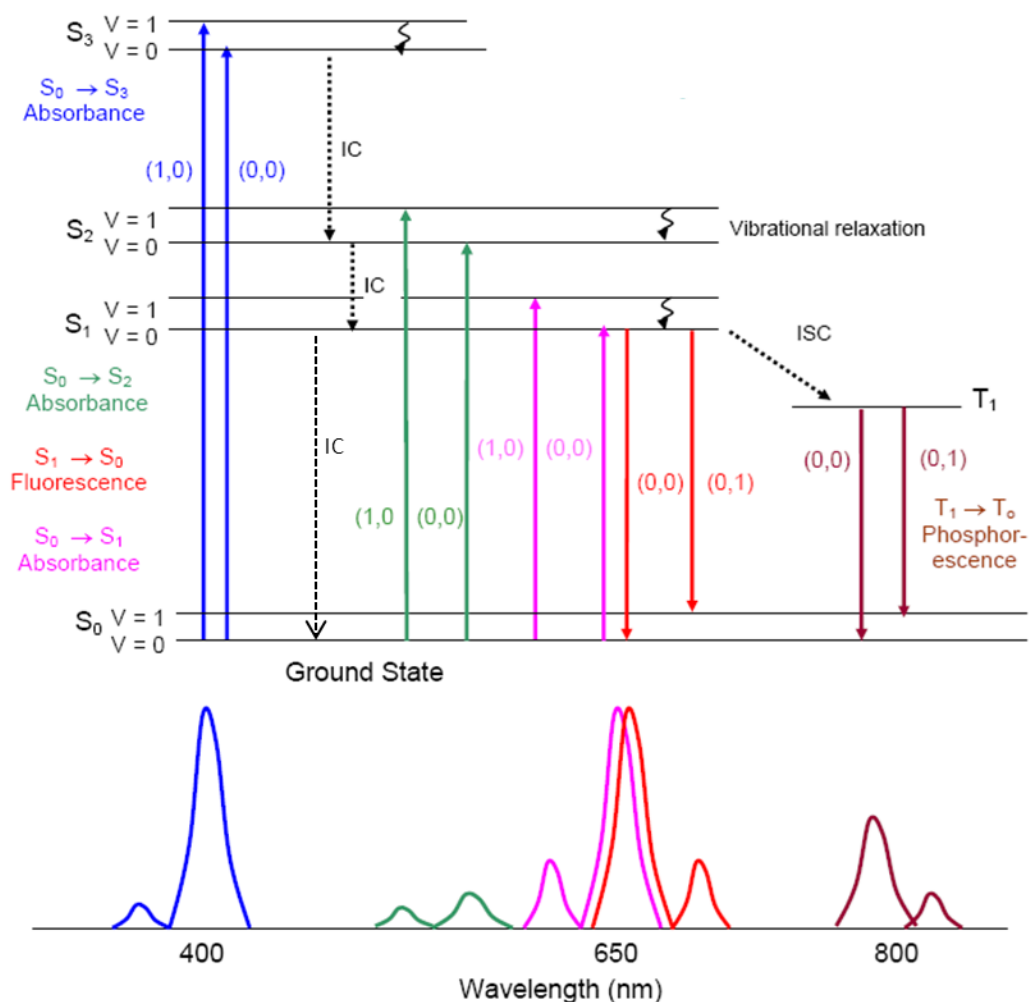 S₃ V = 1
V = 0
S₀ → S₃
Absorbance
IC
(1,0) (0,0)
S₂ V = 1
V = 0
Vibrational relaxation
IC
S₁ V = 1
V = 0
ISC
S₀ → S₂
Absorbance
T₁
IC
(1,0) (0,0)
(0,0) (0,1)
(0,0) (0,1)
S₁ → S₀
Fluorescence
(1,0 (0,0)
T₁ → Tₒ
Phosphor-
escence
S₀ → S₁
Absorbance
S₀ V = 1
V = 0
Ground State
400 650 800
Wavelength (nm)